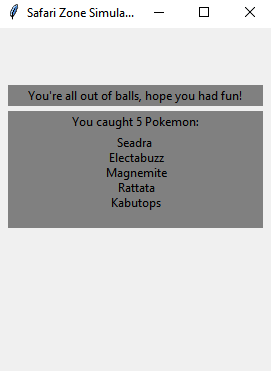 Safari Zone Simula...
You're all out of balls, hope you had fun!
You caught 5 Pokemon:
Seadra
Electabuzz
Magnemite
Rattata
Kabutops